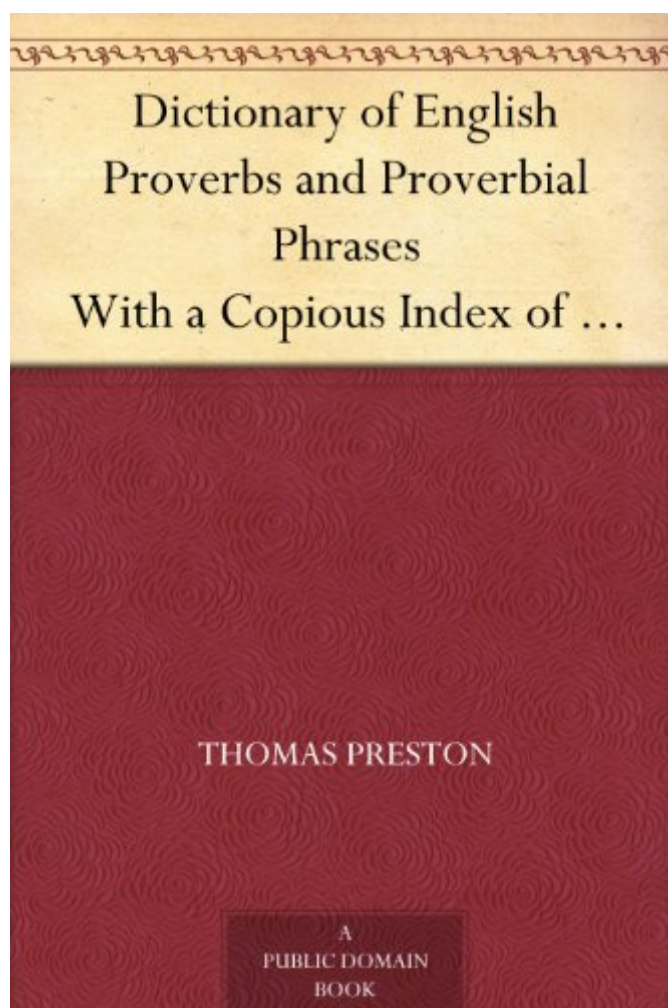 Dictionary of English
Proverbs and Proverbial
Phrases
With a Copious Index of ...
THOMAS PRESTON
A
PUBLIC DOMAIN
BOOK